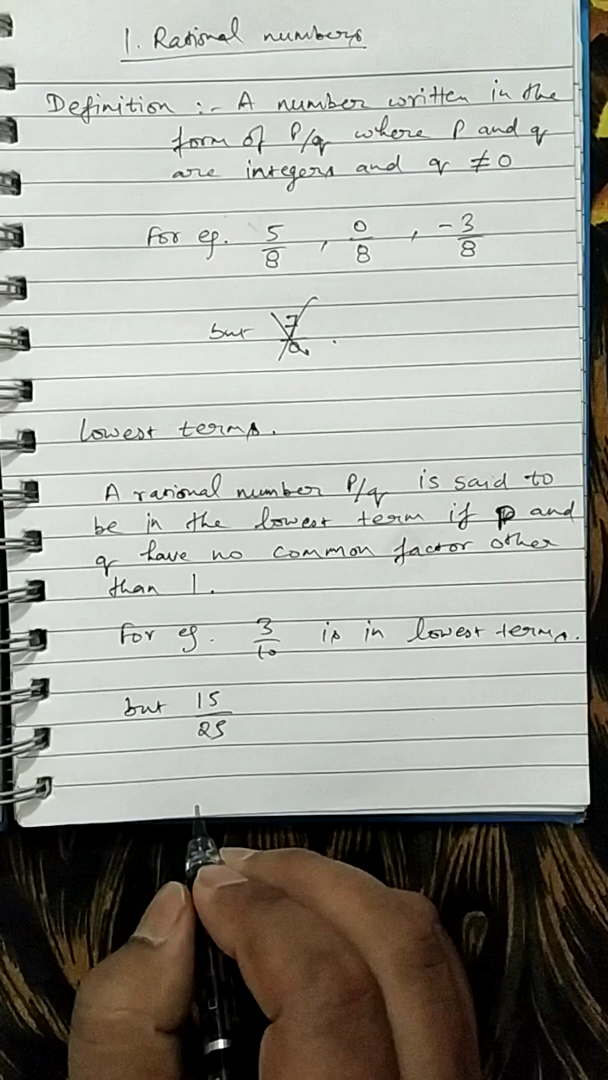 1. Rational numbers
Definition :- A number written in the
form of P/q where P and q
are integers and q ≠ 0
For eg. 5/8 , 0/8 , -3/8
but 7/0 .
lowest terms.
A rational number P/q is said to
be in the lowest term if p and
q have no common factor other
than 1.
For eg. 3/10 is in lowest terms.
but 15/25